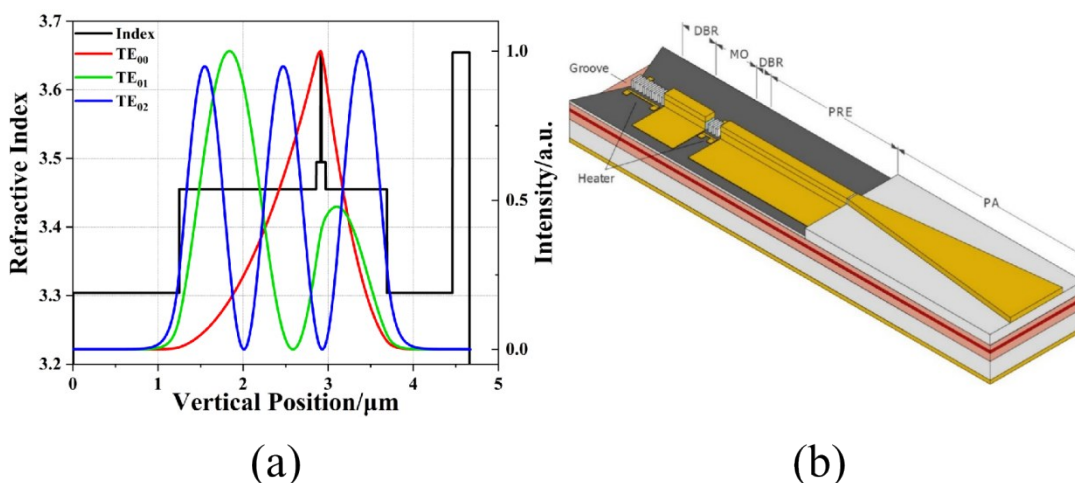 3.7
3.6
3.5
3.4
3.3
3.2
Refractive Index
Index
TE00
TE01
TE02
1.0
0.5
0.0
Intensity/a.u.
0
1
2
3
4
5
Vertical Position/μm
(a)
DBR
MO
DBR
PRE
PA
Groove
Heater
(b)